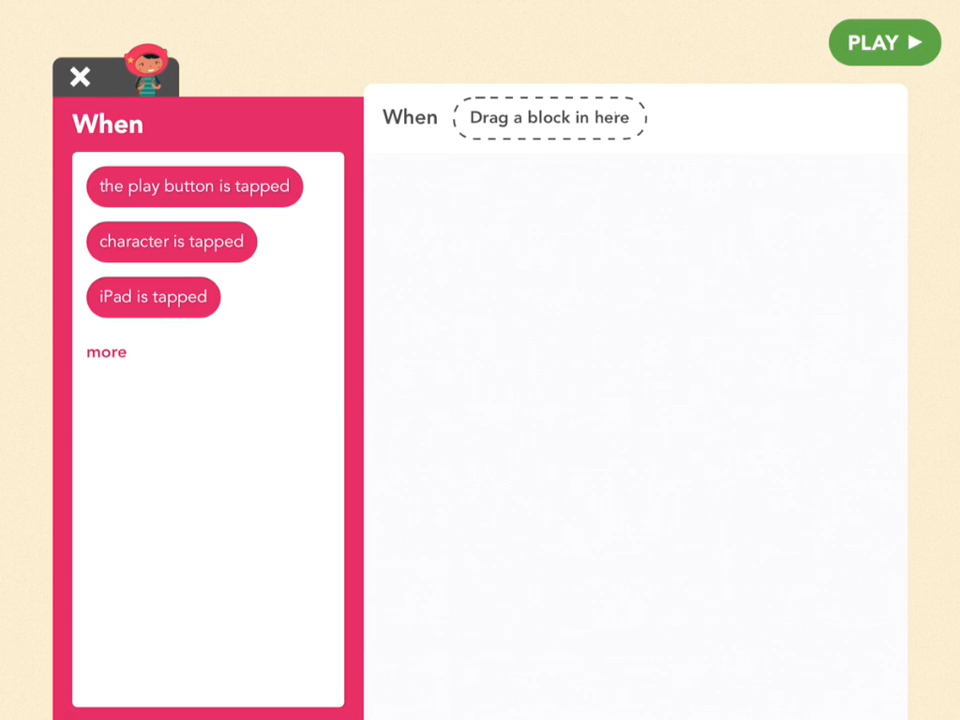 PLAY
When
the play button is tapped
character is tapped
iPad is tapped
more
When Drag a block in here